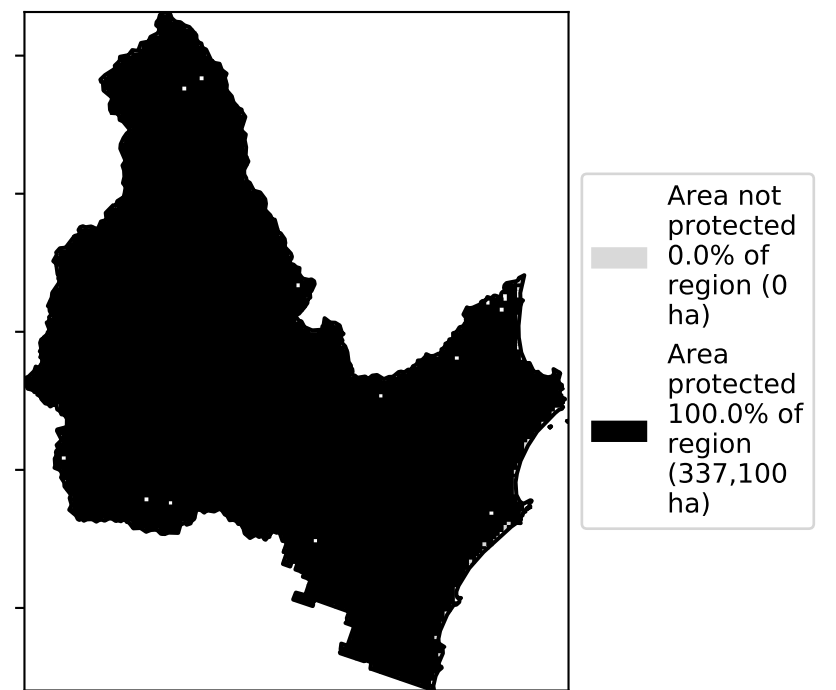 Area not
protected
0.0% of
region (0
ha)
Area
protected
100.0% of
region
(337,100
ha)